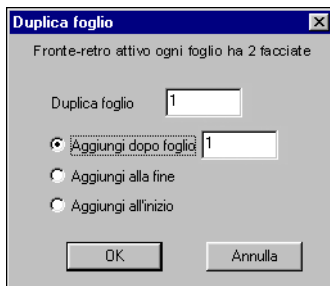 Duplica foglio
Fronte-retro attivo ogni foglio ha 2 facciate
Duplica foglio 1
Aggiungi dopo foglio 1
Aggiungi alla fine
Aggiungi all'inizio
OK Annulla